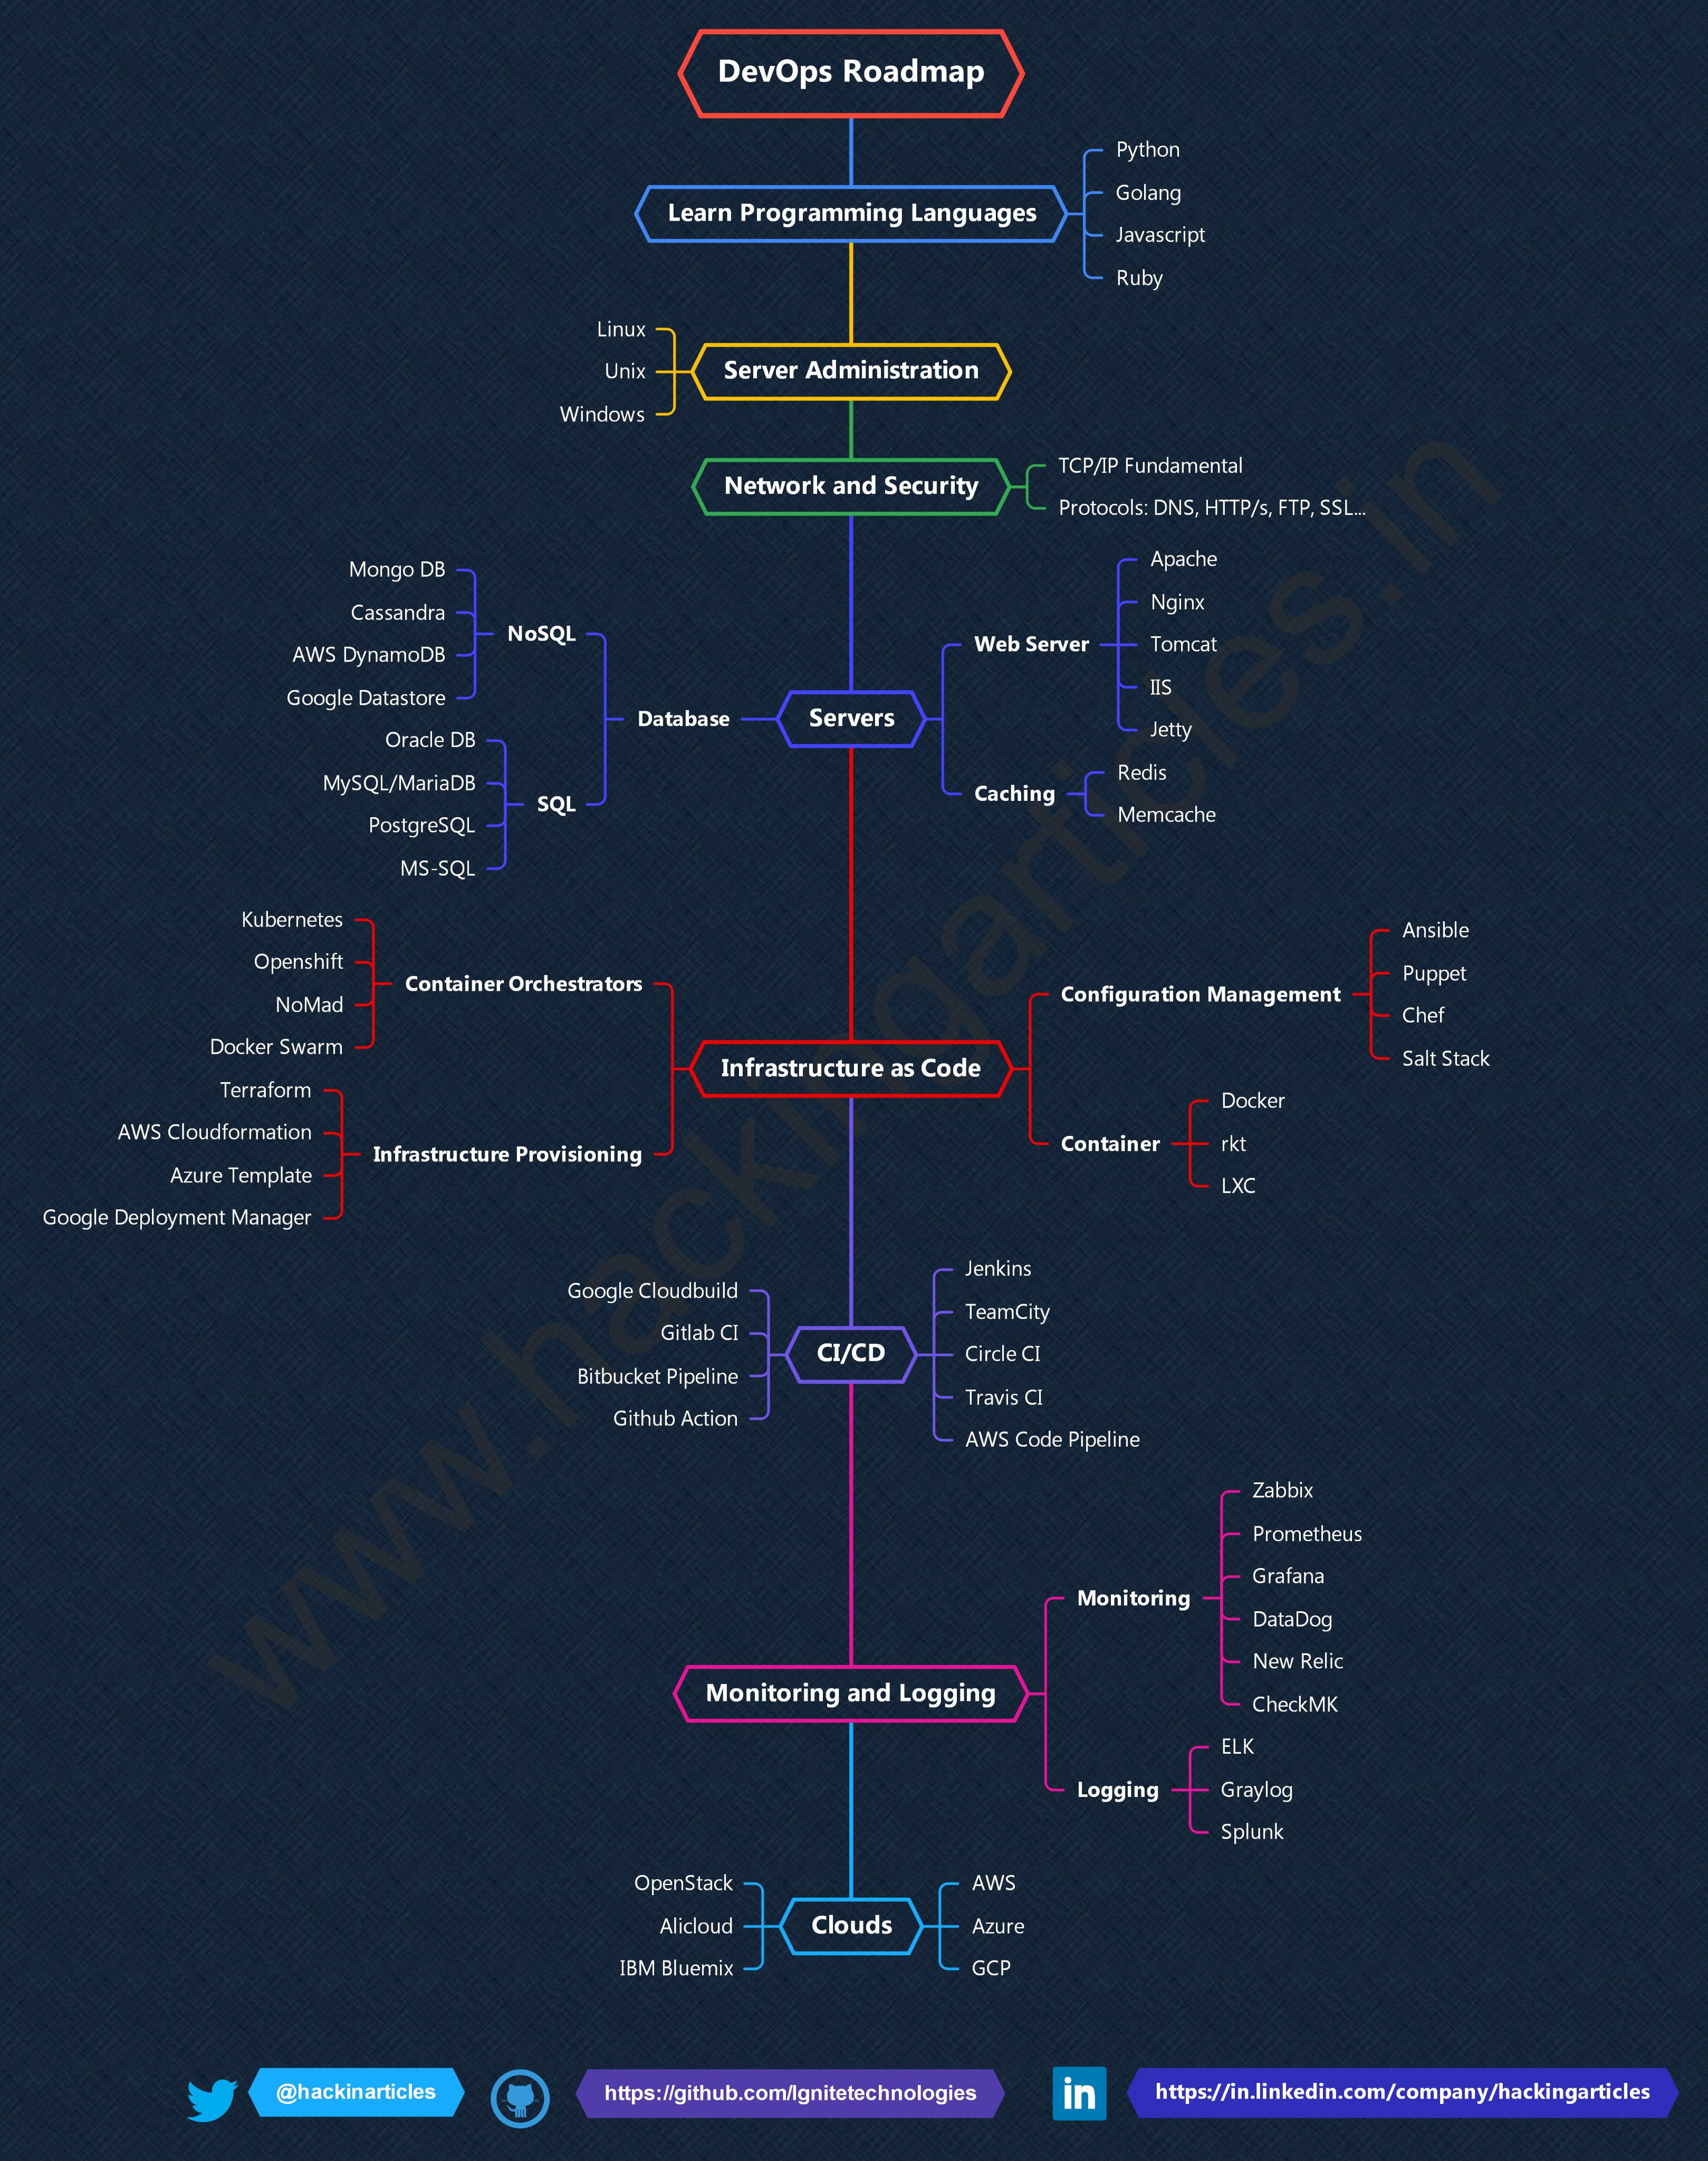 DevOps Roadmap
Learn Programming Languages
Python
Golang
Javascript
Ruby
Server Administration
Linux
Unix
Windows
Network and Security
TCP/IP Fundamental
Protocols: DNS, HTTP/s, FTP, SSL...
Servers
Database
NoSQL
Mongo DB
Cassandra
AWS DynamoDB
Google Datastore
SQL
Oracle DB
MySQL/MariaDB
PostgreSQL
MS-SQL
Web Server
Apache
Nginx
Tomcat
IIS
Jetty
Caching
Redis
Memcache
Infrastructure as Code
Container Orchestrators
Kubernetes
Openshift
NoMad
Docker Swarm
Infrastructure Provisioning
Terraform
AWS Cloudformation
Azure Template
Google Deployment Manager
Configuration Management
Ansible
Puppet
Chef
Salt Stack
Container
Docker
rkt
LXC
CI/CD
Google Cloudbuild
Gitlab CI
Bitbucket Pipeline
Github Action
Jenkins
TeamCity
Circle CI
Travis CI
AWS Code Pipeline
Monitoring and Logging
Monitoring
Zabbix
Prometheus
Grafana
DataDog
New Relic
CheckMK
Logging
ELK
Graylog
Splunk
Clouds
OpenStack
Alicloud
IBM Bluemix
AWS
Azure
GCP
www.hackingarticles.in
@hackinarticles
https://github.com/Ignitetechnologies
in
https://in.linkedin.com/company/hackingarticles